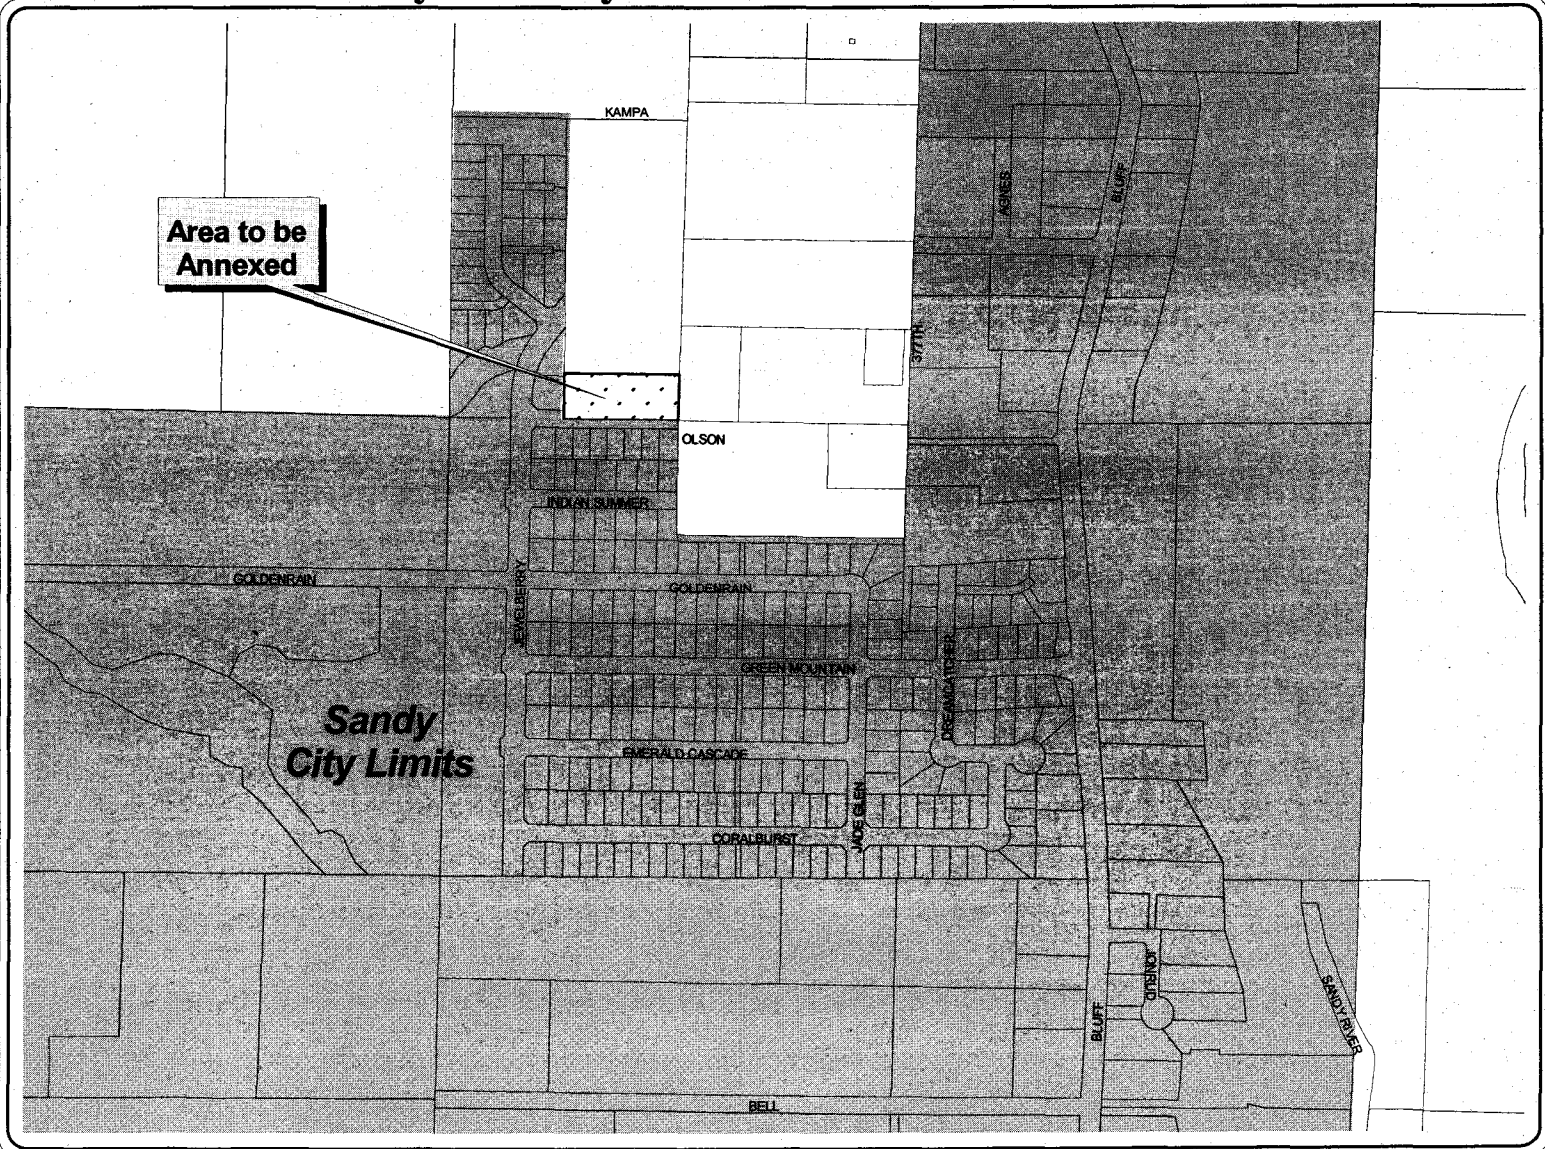 KAMPA
AGNES
BLUFF
Area to be
Annexed
377TH
OLSON
INDIAN SUMMER
GOLDENRAIN
GOLDENRAIN
JEWELBERRY
GREEN MOUNTAIN
DREAMCATCHER
Sandy
City Limits
EMERALD CASCADE
JADE GLEN
CORALBURST
JONRUD
SANDY RIVER
BLUFF
BELL